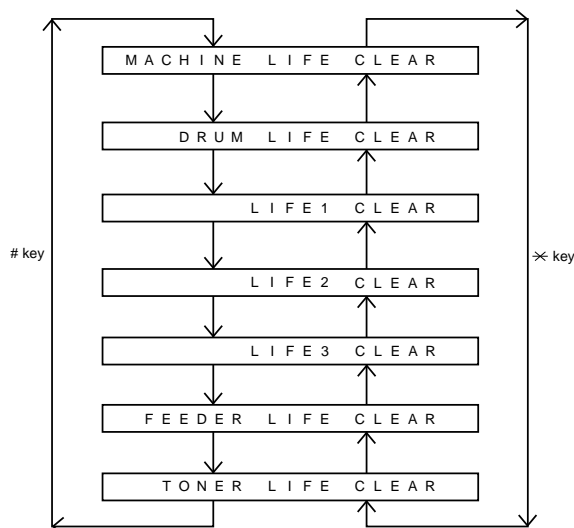 MACHINE LIFE CLEAR
DRUM LIFE CLEAR
LIFE1 CLEAR
# key
✳ key
LIFE2 CLEAR
LIFE3 CLEAR
FEEDER LIFE CLEAR
TONER LIFE CLEAR